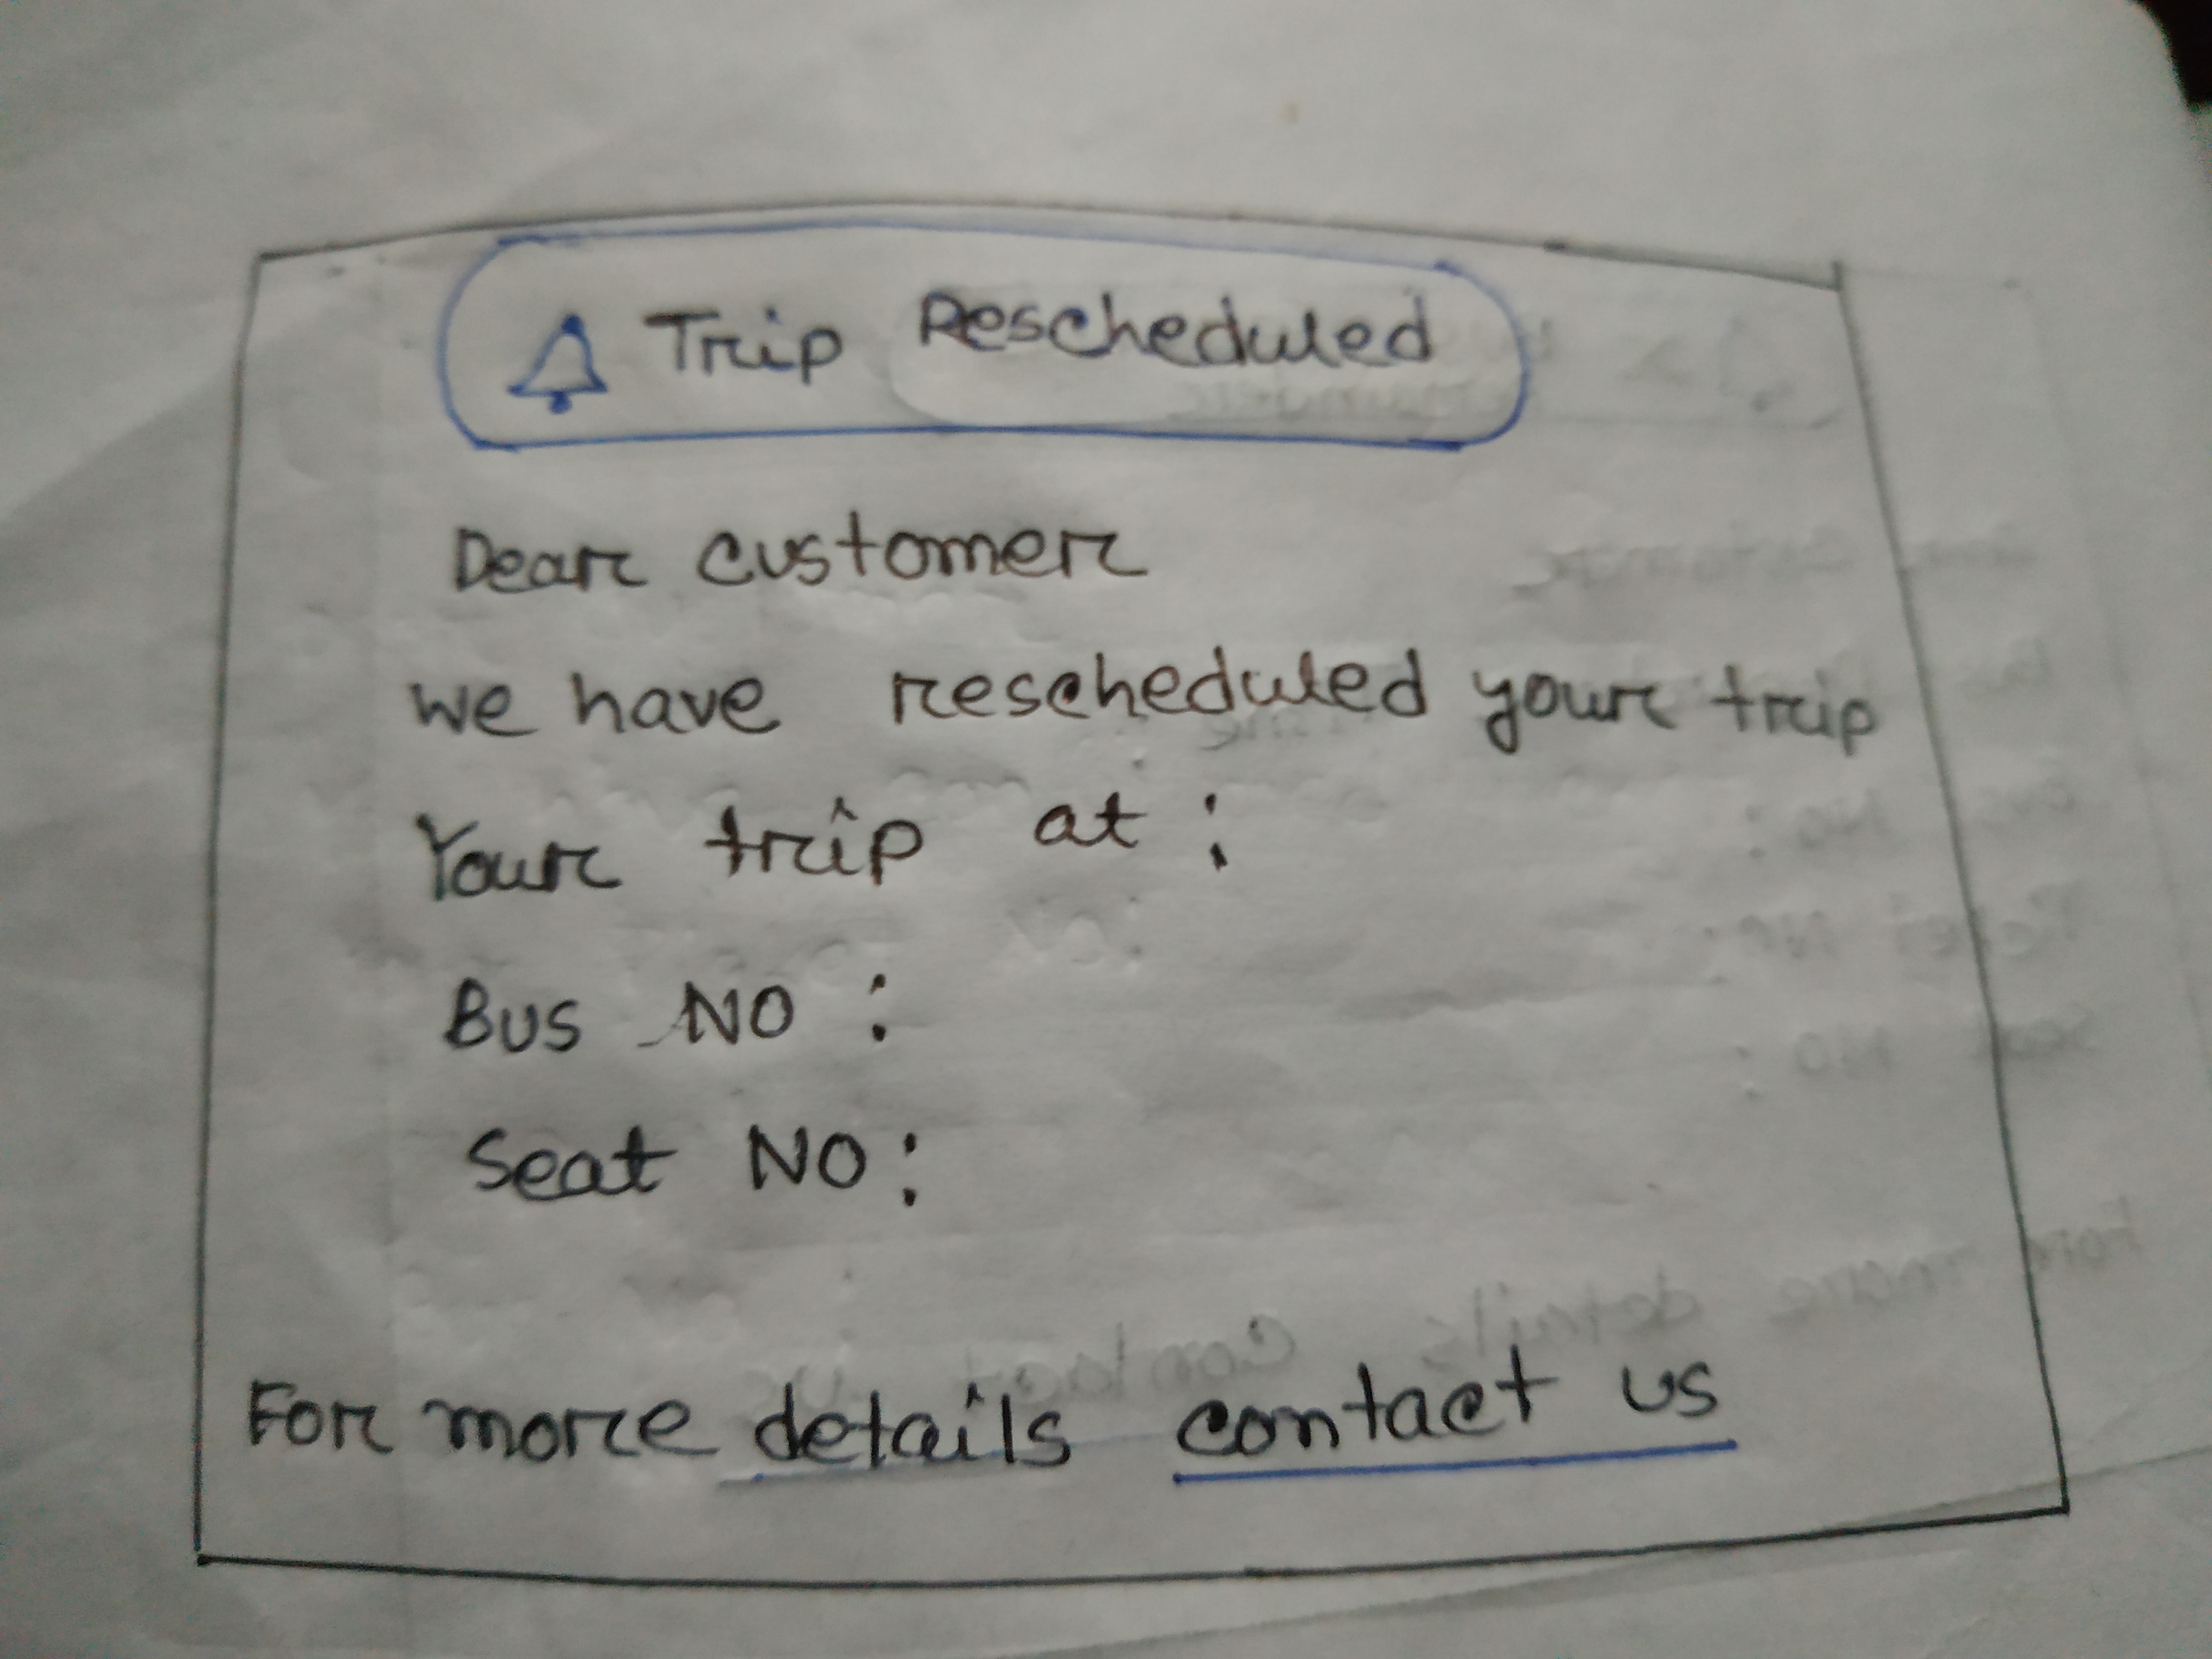 Trip Rescheduled
Dear customer
we have rescheduled your trip
Your trip at :
Bus NO :
Seat NO :
For more details contact us